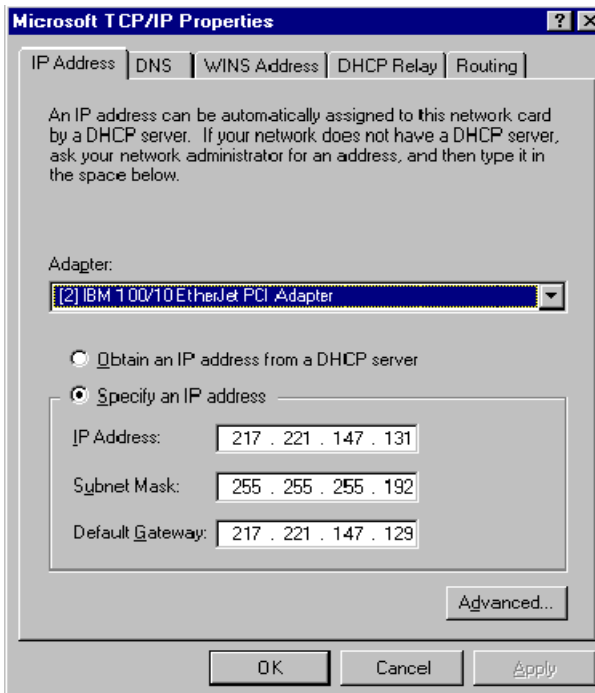 Microsoft TCP/IP Properties
IP Address DNS WINS Address DHCP Relay Routing
An IP address can be automatically assigned to this network card
by a DHCP server. If your network does not have a DHCP server,
ask your network administrator for an address, and then type it in
the space below.
Adapter:
[2] IBM 100/10 EtherJet PCI Adapter
Obtain an IP address from a DHCP server
Specify an IP address
IP Address: 217 . 221 . 147 . 131
Subnet Mask: 255 . 255 . 255 . 192
Default Gateway: 217 . 221 . 147 . 129
Advanced...
OK Cancel Apply